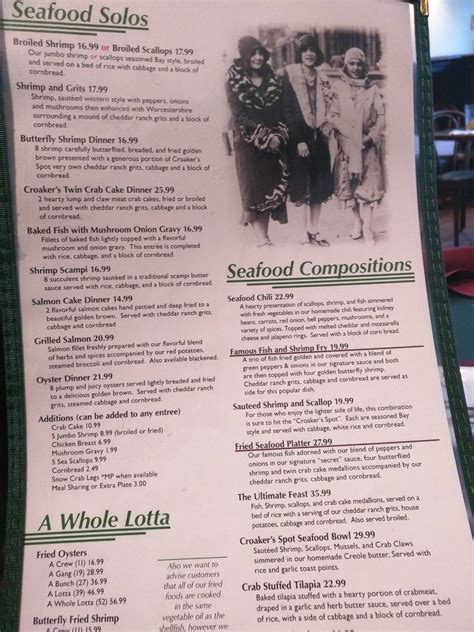 Seafood Solos
Broiled Shrimp 16.99 or Broiled Scallops 17.99
Our jumbo shrimp or scallops seasoned Bay style, broiled
and served on a bed of rice with cabbage and a block of
cornbread.
Shrimp and Grits 17.99
Shrimp, sautéed western style with peppers, onions
and mushrooms then enhanced with Worcestershire
surrounding a mound of cheddar ranch grits and a block of
cornbread.
Butterfly Shrimp Dinner 16.99
8 shrimp carefully butterflied, breaded, and fried golden
brown presented with a generous portion of Croaker's
Spot very own cheddar ranch grits, cabbage and a block of
cornbread.
Croaker's Twin Crab Cake Dinner 25.99
2 hearty lump and claw meat crab cakes, fried or broiled
and served with cheddar ranch grits, cabbage and a block of
cornbread.
Baked Fish with Mushroom Onion Gravy 16.99
Fillets of baked fish lightly topped with a flavorful
mushroom and onion gravy. This entrée is completed
with rice, cabbage and cornbread.
Shrimp Scampi 16.99
8 succulent shrimp sautéed in a traditional scampi butter
sauce served with rice, cabbage and a block of cornbread.
Salmon Cake Dinner 14.99
2 flavorful salmon cakes hand pattied and deep fried to a
beautiful golden brown. Served with cheddar ranch grits,
cabbage and cornbread
Grilled Salmon 20.99
Salmon fillet freshly prepared with our flavorful blend
of herbs and spices accompanied by our red potatoes,
steamed broccoli and cornbread. Also available blackened.
Oyster Dinner 21.99
8 plump and juicy oysters served lightly breaded and fried
to a delicious golden brown. Served with cheddar ranch
grits, steamed cabbage and cornbread
Additions (can be added to any entree)
Crab Cake 10.99
5 Jumbo Shrimp 8.99 (broiled or fried)
Chicken Breast 6.99
Mushroom Gravy 1.99
5 Sea Scallops 9.99
Cornbread 2.49
Snow Crab Legs *MP when available
Meal Sharing or Extra Plate 3.00
A Whole Lotta
Fried Oysters
A Crew (11) 16.99
A Gang (19) 28.99
A Bunch (27) 36.99
A Lotta (39) 46.99
A Whole Lotta (52) 56.99
Butterfly Fried Shrimp
Also we want to
advise customers
that all of our fried
foods are cooked
in the same
vegetable oil as the
shellfish, however we
Seafood Compositions
Seafood Chili 22.99
A hearty presentation of scallops, shrimp, and fish simmered
with fresh vegetables in our homemade chili featuring kidney
beans, carrots, red onion, bell peppers, mushrooms, and a
variety of spices. Topped with melted cheddar and mozzarella
cheese and jalapeno rings. Served with a block of corn bread.
Famous Fish and Shrimp Fry 19.99
A trio of fish fried golden and covered with a blend of
green peppers & onions in our signature sauce and both
are then topped with four golden butterfly shrimp.
Cheddar ranch grits, cabbage and cornbread are served as
side for this popular dish.
Sauteed Shrimp and Scallop 19.99
For those who enjoy the lighter side of life, this combination
is sure to hit the "Croaker's Spot". Each are seasoned Bay
style and served with cabbage, white rice and cornbread.
Fried Seafood Platter 27.99
Our famous fish adorned with our blend of peppers and
onions in our signature "secret" sauce, four butterflied
shrimp and twin crab cake medallions accompanied by our
cheddar ranch grits, cabbage and cornbread.
The Ultimate Feast 35.99
Fish, Shrimp, scallops, and crab cake medallions, served on a
bed of rice with a serving of our cheddar ranch grits, house
potatoes, cabbage and cornbread. Also served broiled.
Croaker's Spot Seafood Bowl 29.99
Sautéed Shrimp, Scallops, Mussels, and Crab Claws
simmered in our homemade Creole butter. Served with
rice and garlic toast points.
Crab Stuffed Tilapia 22.99
Baked tilapia stuffed with a hearty portion of crabmeat,
draped in a garlic and herb butter sauce, served over a
bed of rice with cabbage and cornbread.